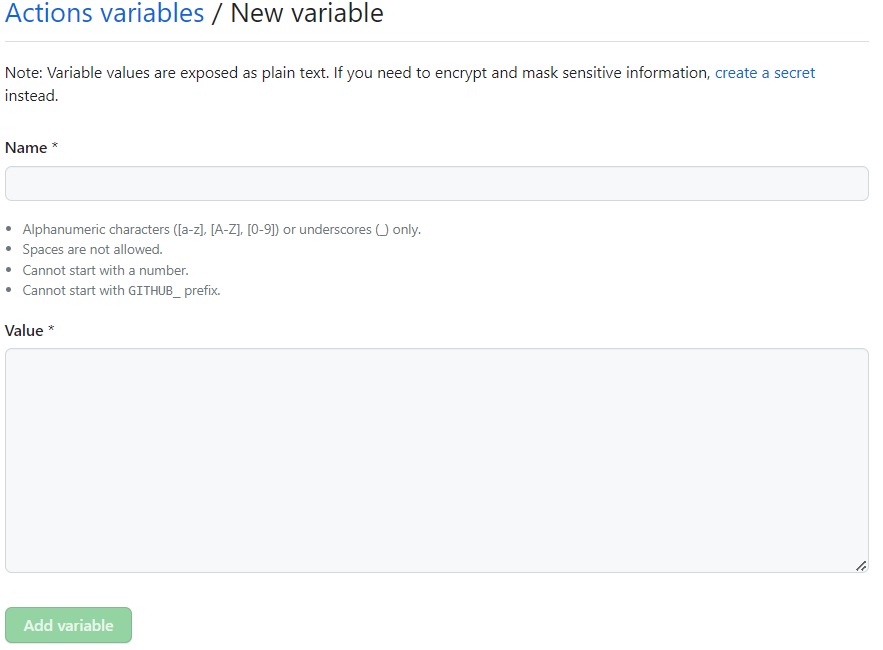 Actions variables / New variable
Note: Variable values are exposed as plain text. If you need to encrypt and mask sensitive information, create a secret
instead.
Name *
• Alphanumeric characters ([a-z], [A-Z], [0-9]) or underscores (_) only.
• Spaces are not allowed.
• Cannot start with a number.
• Cannot start with GITHUB_ prefix.
Value *
Add variable